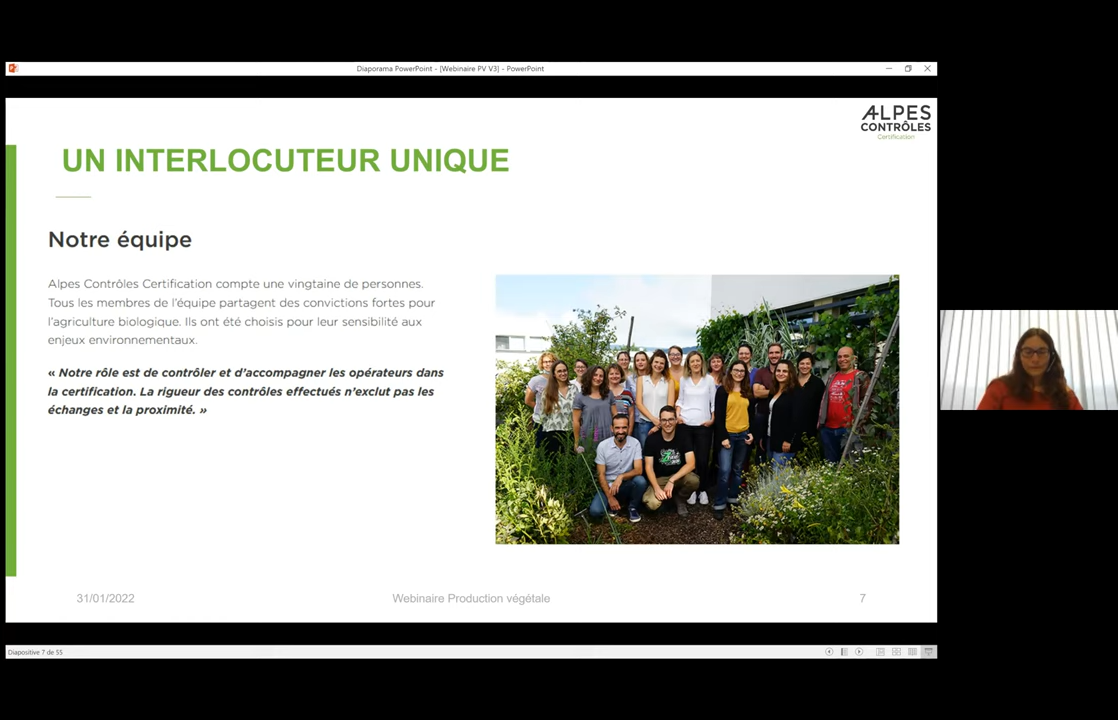 Diaporama PowerPoint - [Webinaire PV V3] - PowerPoint
ALPES
CONTRÔLES
Certification
UN INTERLOCUTEUR UNIQUE
Notre équipe
Alpes Contrôles Certification compte une vingtaine de personnes.
Tous les membres de l'équipe partagent des convictions fortes pour
l'agriculture biologique. Ils ont été choisis pour leur sensibilité aux
enjeux environnementaux.
« Notre rôle est de contrôler et d'accompagner les opérateurs dans
la certification. La rigueur des contrôles effectués n'exclut pas les
échanges et la proximité. »
31/01/2022
Webinaire Production végétale
7
Diapositive 7 de 55